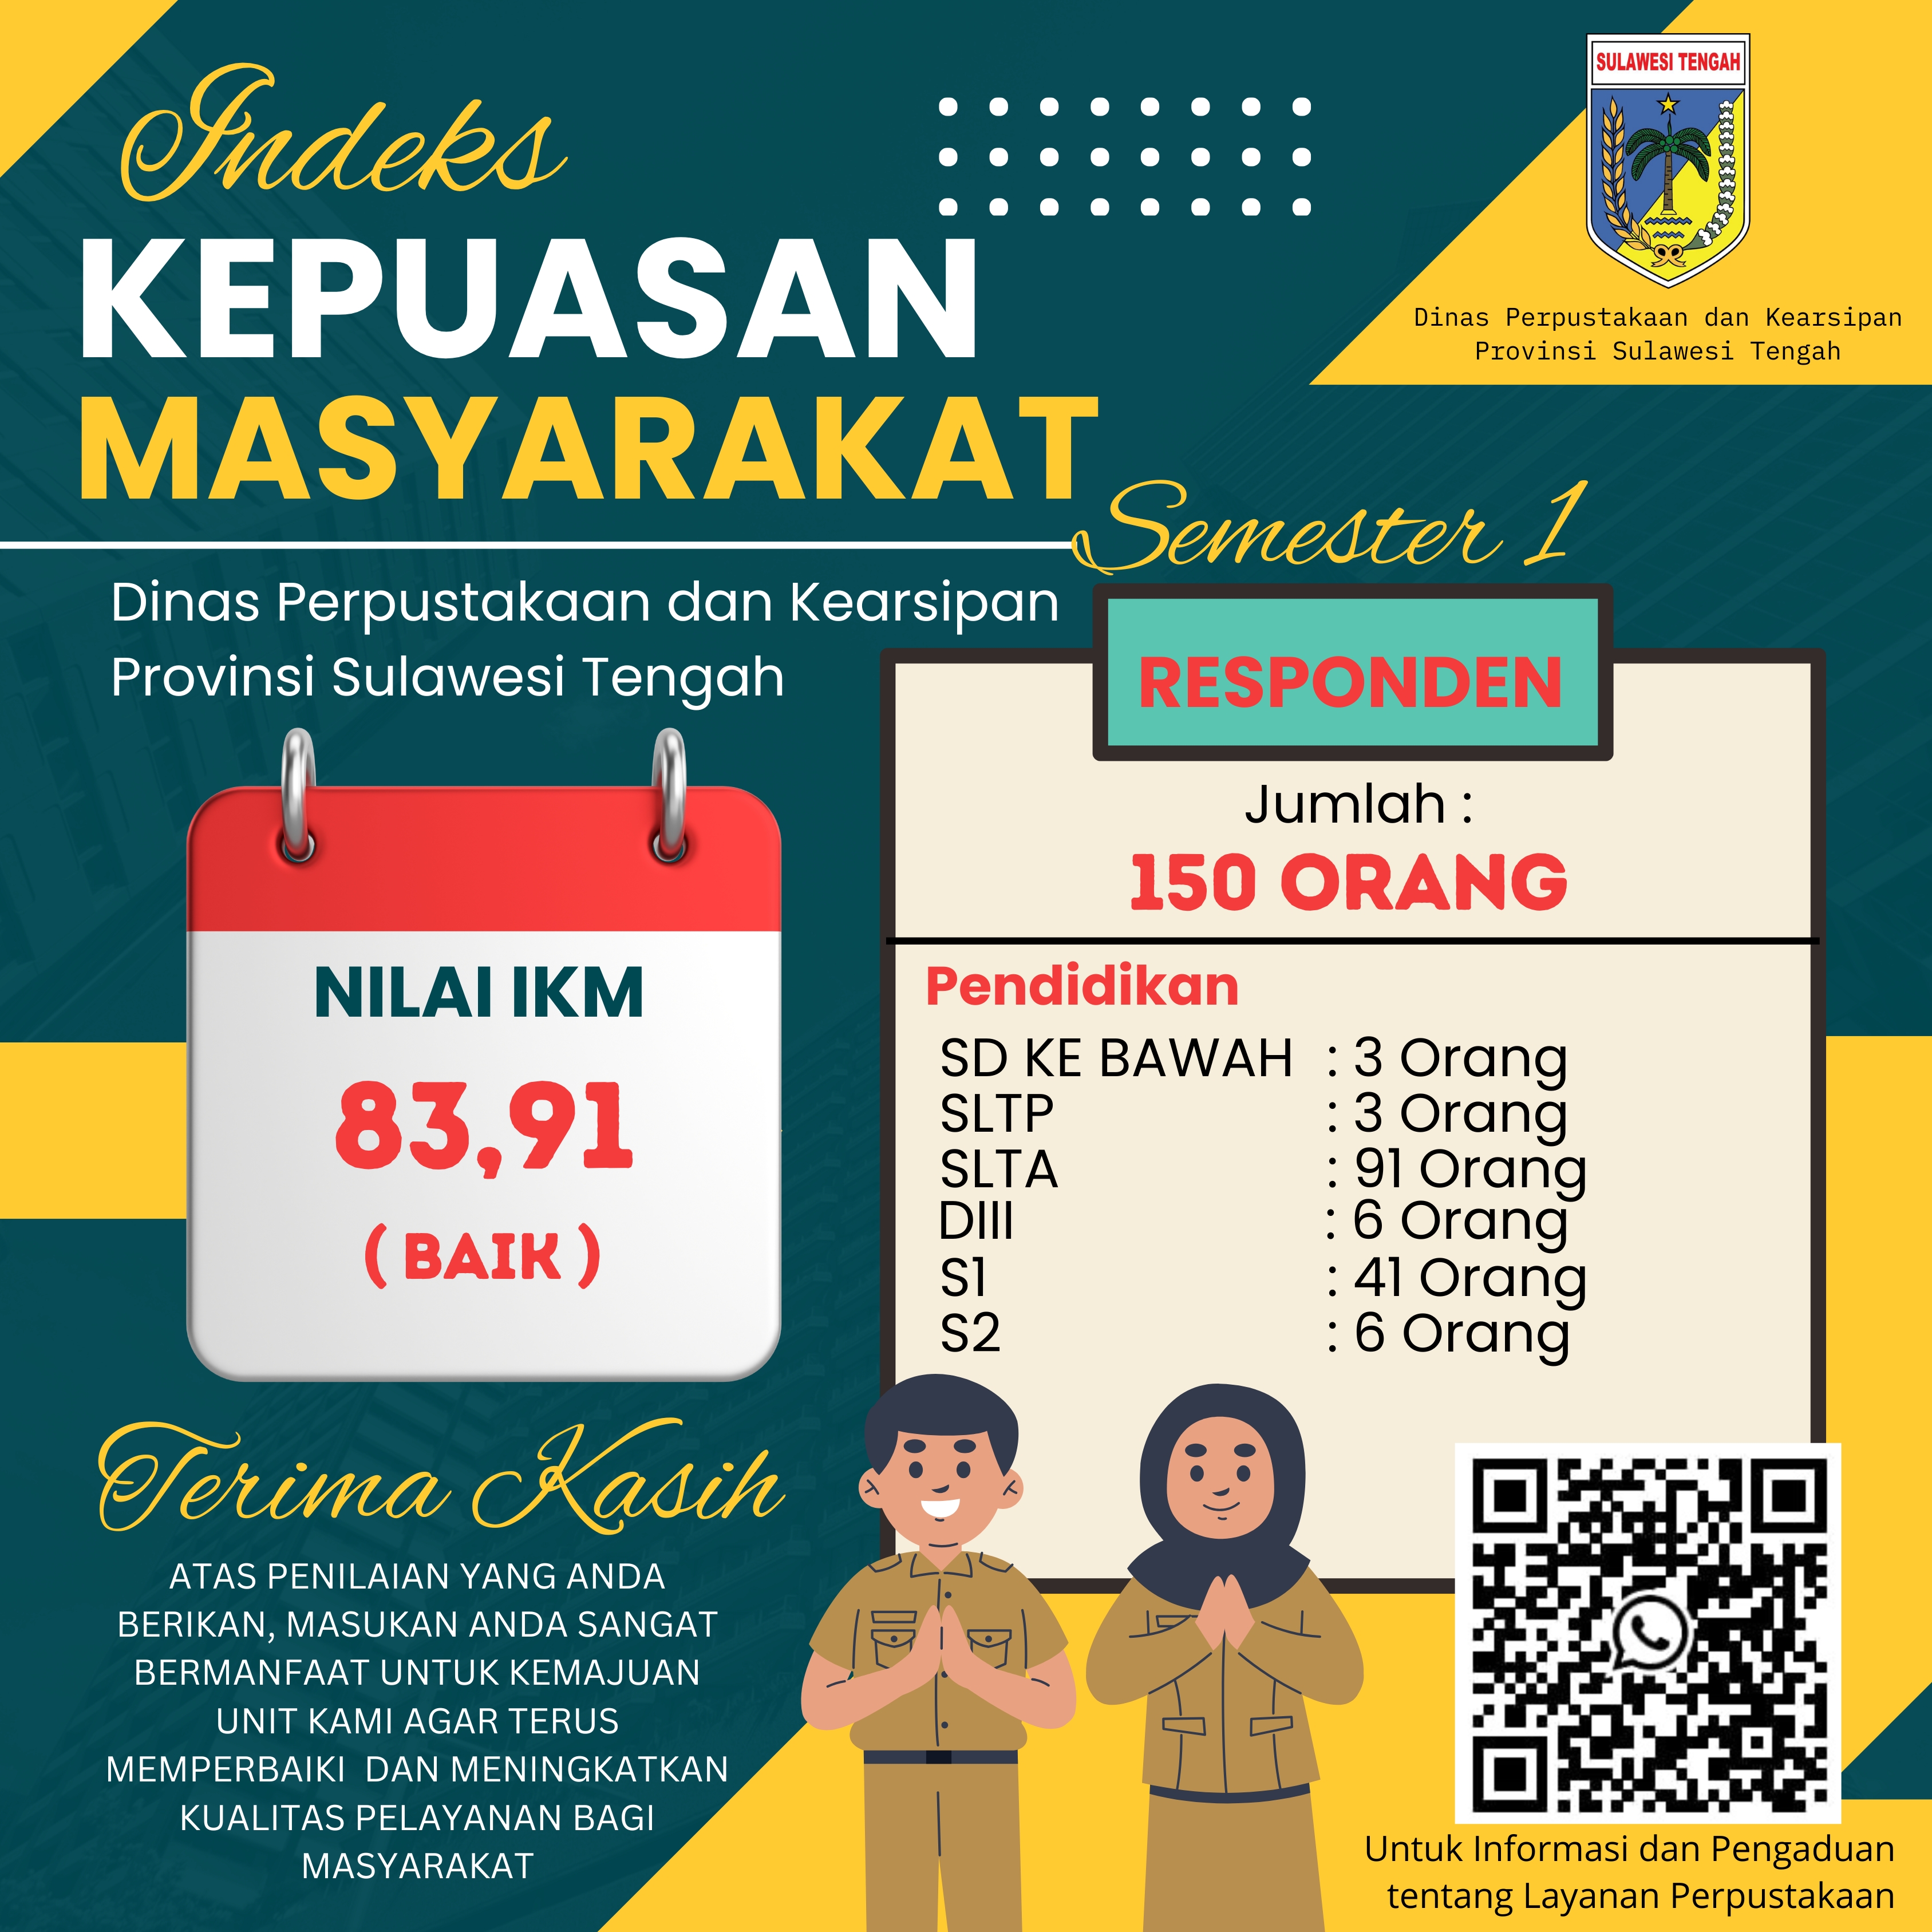 Indeks
KEPUASAN
MASYARAKAT
SULAWESI TENGAH
Dinas Perpustakaan dan Kearsipan
Provinsi Sulawesi Tengah
Semester 1
Dinas Perpustakaan dan Kearsipan
Provinsi Sulawesi Tengah
NILAI IKM
83,91
( BAIK )
RESPONDEN
Jumlah :
150 ORANG
Pendidikan
SD KE BAWAH : 3 Orang
SLTP : 3 Orang
SLTA : 91 Orang
DIII : 6 Orang
S1 : 41 Orang
S2 : 6 Orang
Terima Kasih
ATAS PENILAIAN YANG ANDA
BERIKAN, MASUKAN ANDA SANGAT
BERMANFAAT UNTUK KEMAJUAN
UNIT KAMI AGAR TERUS
MEMPERBAIKI  DAN MENINGKATKAN
KUALITAS PELAYANAN BAGI
MASYARAKAT
Untuk Informasi dan Pengaduan
tentang Layanan Perpustakaan